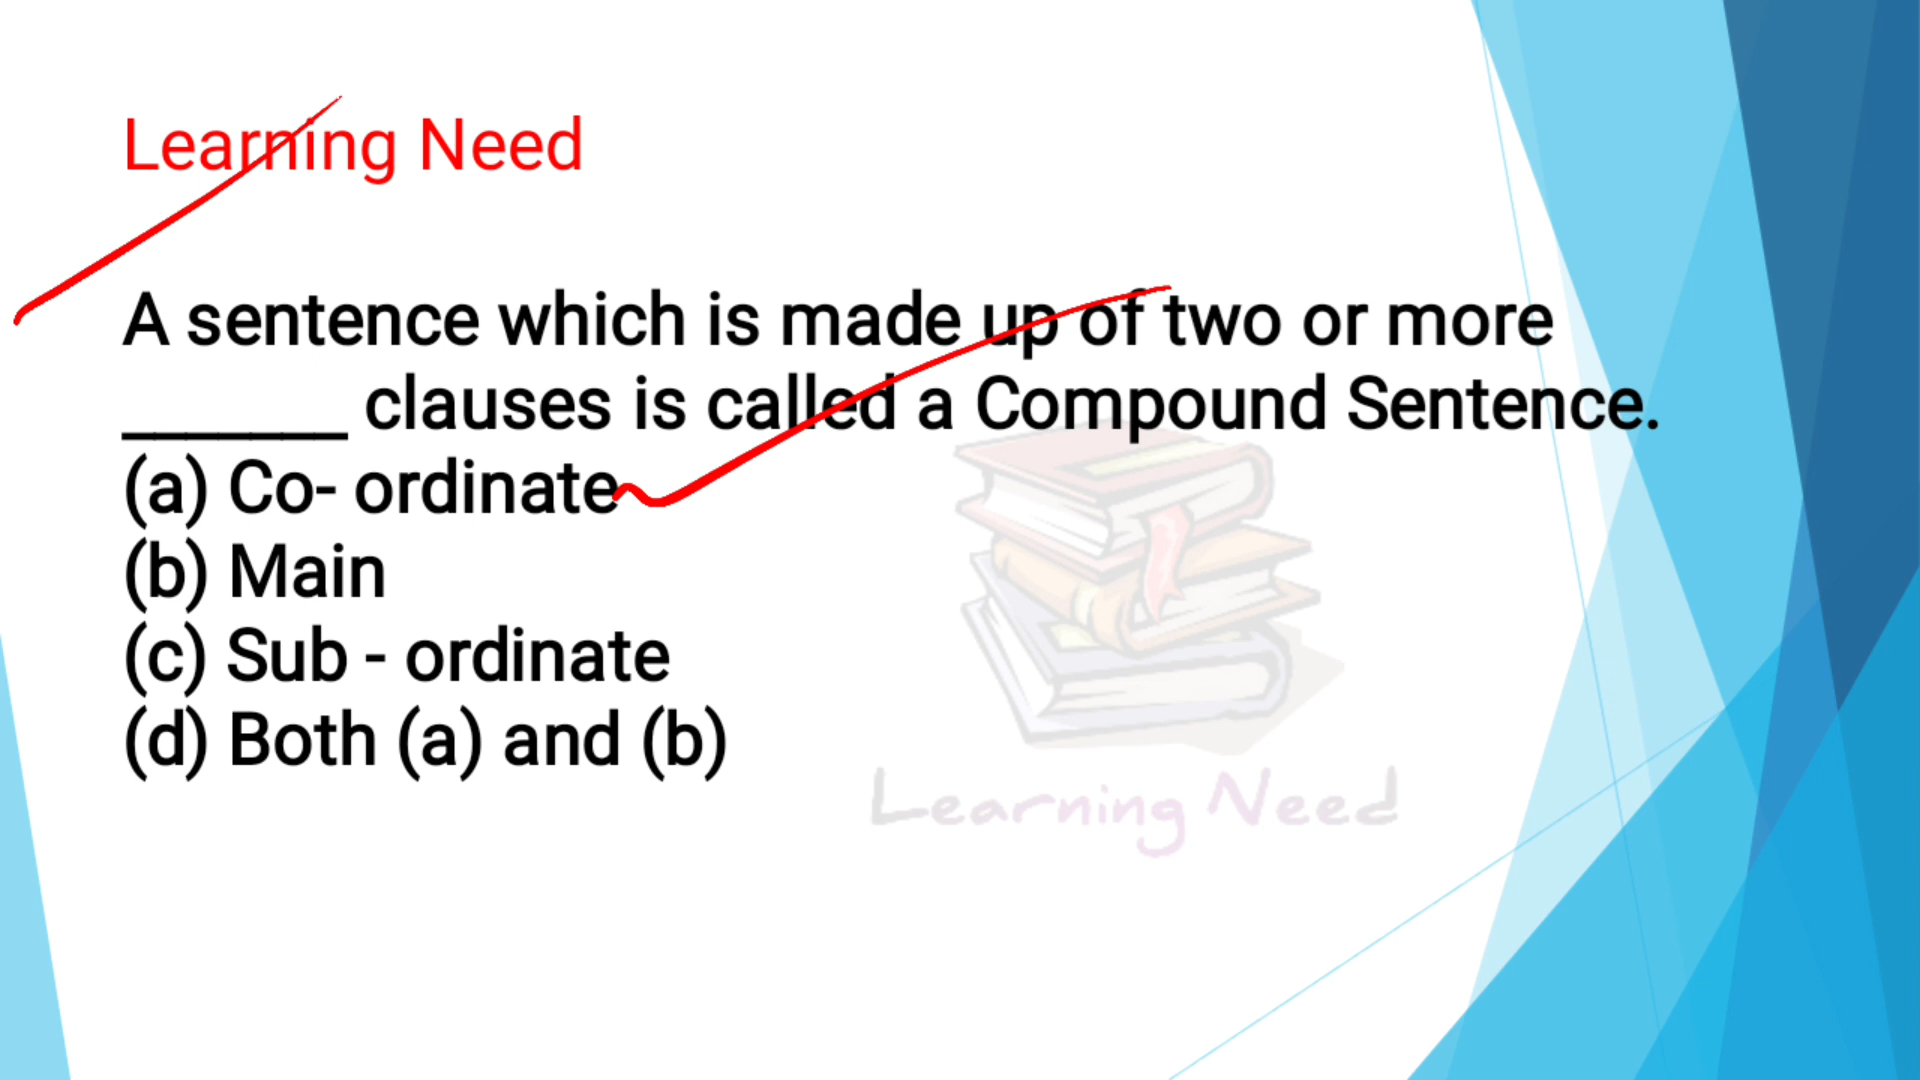 Learning Need
A sentence which is made up of two or more
_______ clauses is called a Compound Sentence.
(a) Co- ordinate
(b) Main
(c) Sub - ordinate
(d) Both (a) and (b)
Learning Need